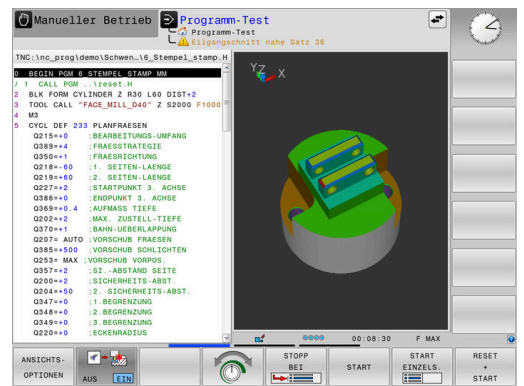 Manueller Betrieb
Programm-Test
Programm-Test
Eilgangschnitt nahe Satz 36
TNC:\nc_prog\demo\Schwen…\6_Stempel_stamp.H
0 BEGIN PGM 6_STEMPEL_STAMP MM
/ 1 CALL PGM ..\reset.H
2 BLK FORM CYLINDER Z R30 L60 DIST+2
3 TOOL CALL "FACE_MILL_D40" Z S2000 F1000
4 M3
5 CYCL DEF 233 PLANFRAESEN
Q215=+0 ;BEARBEITUNGS-UMFANG
Q389=+4 ;FRAESSTRATEGIE
Q350=+1 ;FRAESRICHTUNG
Q218=-60 ;1. SEITEN-LAENGE
Q219=+60 ;2. SEITEN-LAENGE
Q227=+2 ;STARTPUNKT 3. ACHSE
Q386=+0 ;ENDPUNKT 3. ACHSE
Q369=+0.4 ;AUFMASS TIEFE
Q202=+2 ;MAX. ZUSTELL-TIEFE
Q370=+1 ;BAHN-UEBERLAPPUNG
Q207= AUTO ;VORSCHUB FRAESEN
Q385=+500 ;VORSCHUB SCHLICHTEN
Q253= MAX ;VORSCHUB VORPOS.
Q357=+2 ;SI.-ABSTAND SEITE
Q200=+2 ;SICHERHEITS-ABST.
Q204=+50 ;2. SICHERHEITS-ABST.
Q347=+0 ;1.BEGRENZUNG
Q348=+0 ;2.BEGRENZUNG
Q349=+0 ;3.BEGRENZUNG
Q220=+0 ;ECKENRADIUS
Y Z X
00:08:30 F MAX
ANSICHTS-
OPTIONEN
AUS EIN
STOPP
BEI
START
START
EINZELS.
RESET
+
START